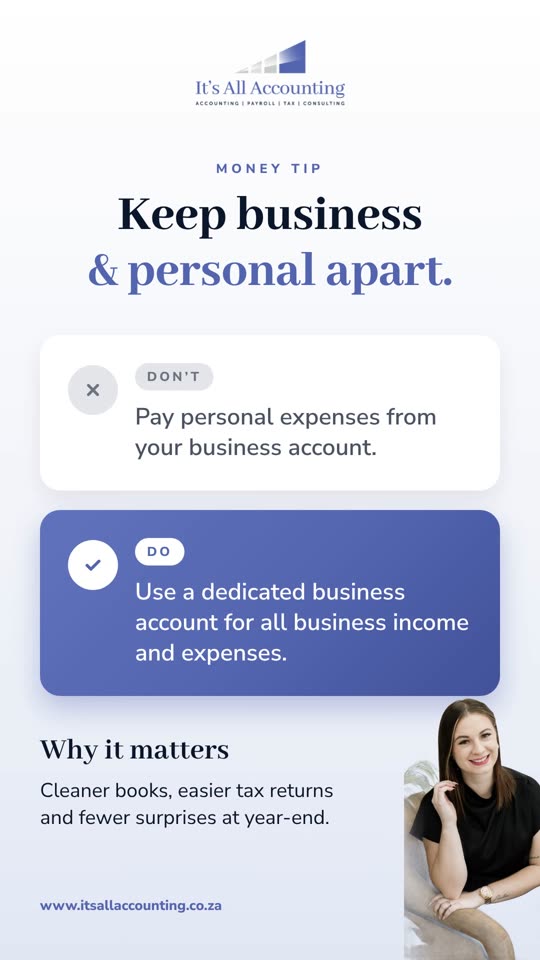 It's All Accounting
ACCOUNTING | PAYROLL | TAX | CONSULTING
MONEY TIP
Keep business
& personal apart.
DON'T
Pay personal expenses from
your business account.
DO
Use a dedicated business
account for all business income
and expenses.
Why it matters
Cleaner books, easier tax returns
and fewer surprises at year-end.
www.itsallaccounting.co.za